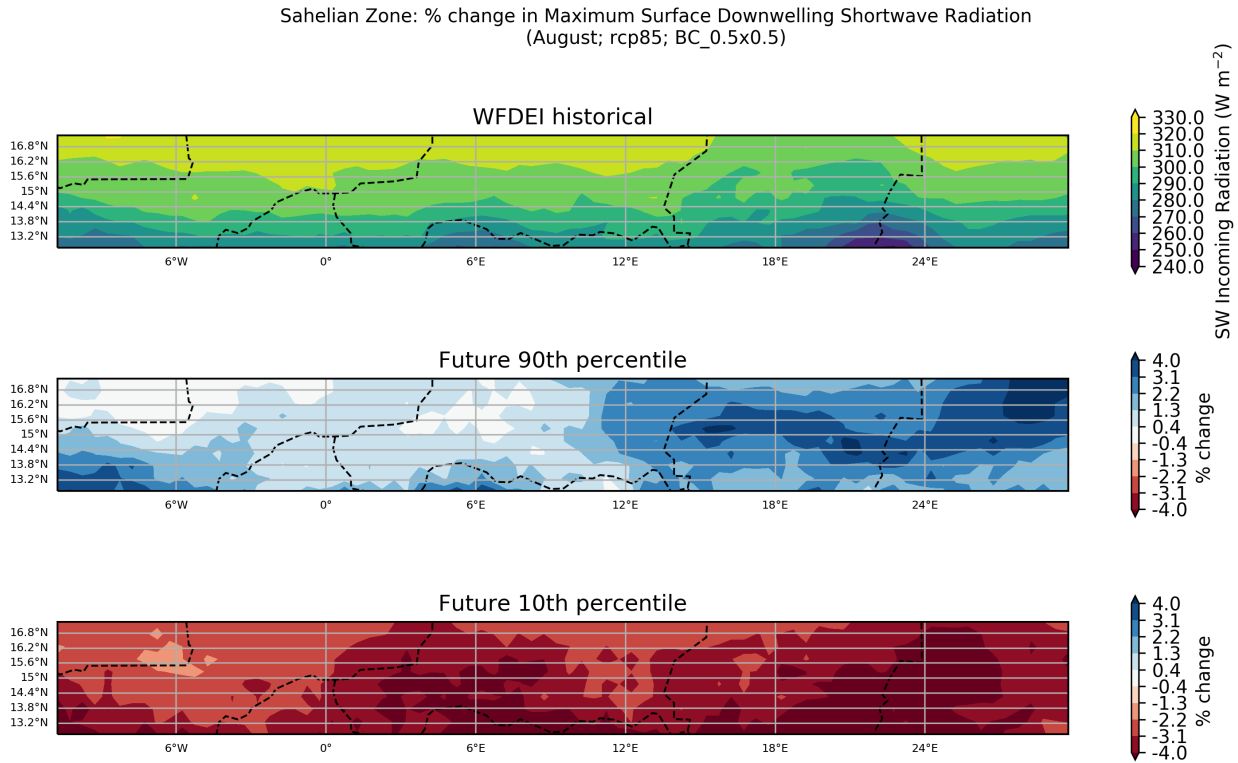 Sahelian Zone: % change in Maximum Surface Downwelling Shortwave Radiation
(August; rcp85; BC_0.5x0.5)
WFDEI historical
16.8°N
16.2°N
15.6°N
15°N
14.4°N
13.8°N
13.2°N
6°W 0° 6°E 12°E 18°E 24°E
330.0
320.0
310.0
300.0
290.0
280.0
270.0
260.0
250.0
240.0
SW Incoming Radiation (W m⁻²)
Future 90th percentile
16.8°N
16.2°N
15.6°N
15°N
14.4°N
13.8°N
13.2°N
6°W 0° 6°E 12°E 18°E 24°E
4.0
3.1
2.2
1.3
0.4
-0.4
-1.3
-2.2
-3.1
-4.0
% change
Future 10th percentile
16.8°N
16.2°N
15.6°N
15°N
14.4°N
13.8°N
13.2°N
6°W 0° 6°E 12°E 18°E 24°E
4.0
3.1
2.2
1.3
0.4
-0.4
-1.3
-2.2
-3.1
-4.0
% change